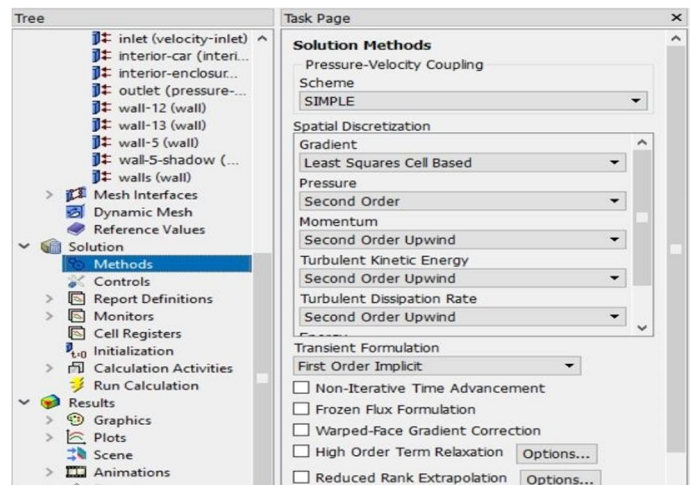 Tree
inlet (velocity-inlet)
interior-car (interi...
interior-enclosur...
outlet (pressure-...
wall-12 (wall)
wall-13 (wall)
wall-5 (wall)
wall-5-shadow (...
walls (wall)
Mesh Interfaces
Dynamic Mesh
Reference Values
Solution
Methods
Controls
Report Definitions
Monitors
Cell Registers
Initialization
Calculation Activities
Run Calculation
Results
Graphics
Plots
Scene
Animations
Task Page
Solution Methods
Pressure-Velocity Coupling
Scheme
SIMPLE
Spatial Discretization
Gradient
Least Squares Cell Based
Pressure
Second Order
Momentum
Second Order Upwind
Turbulent Kinetic Energy
Second Order Upwind
Turbulent Dissipation Rate
Second Order Upwind
Transient Formulation
First Order Implicit
Non-Iterative Time Advancement
Frozen Flux Formulation
Warped-Face Gradient Correction
High Order Term Relaxation Options...
Reduced Rank Extrapolation Options...